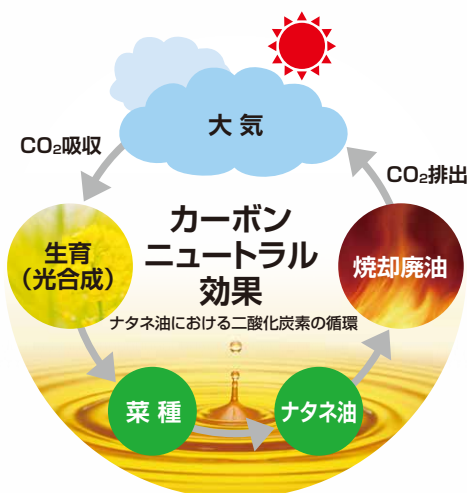 大気
CO₂吸収
CO₂排出
カーボン
ニュートラル
効果
ナタネ油における二酸化炭素の循環
生育
（光合成）
焼却廃油
菜種
ナタネ油